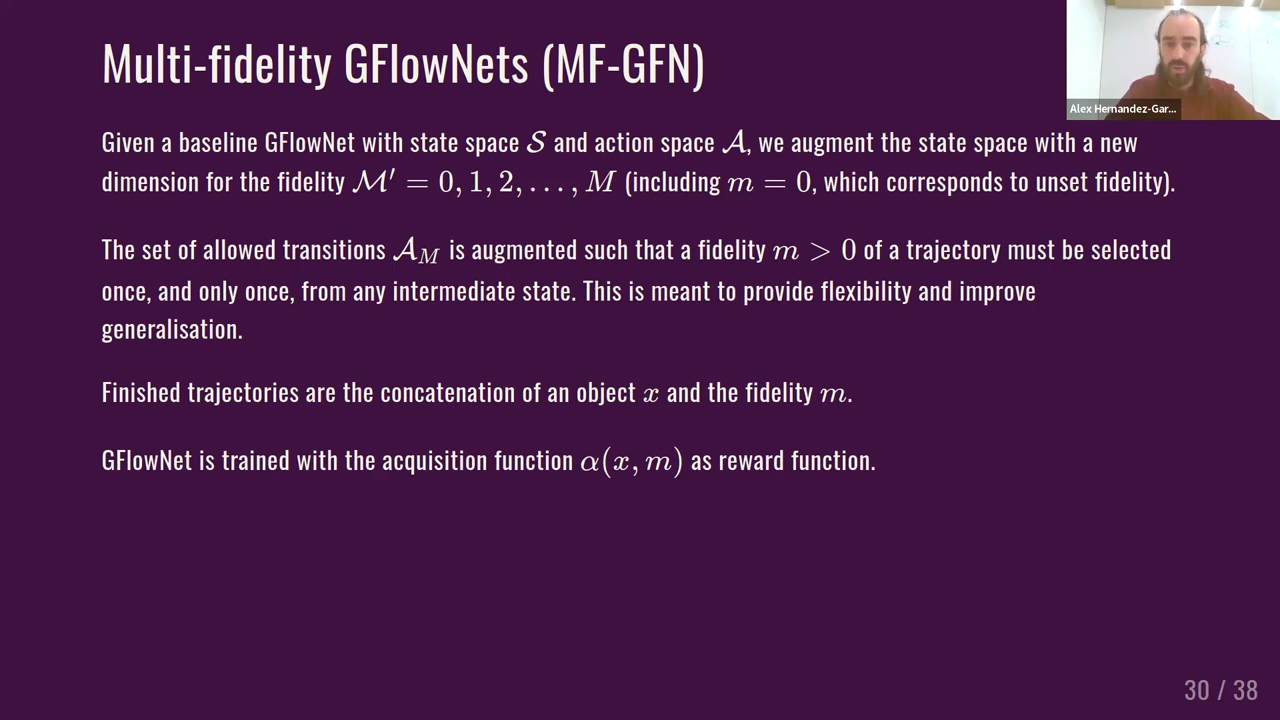 Multi-fidelity GFlowNets (MF-GFN)
Alex Hernandez-Gar...
Given a baseline GFlowNet with state space 𝒮 and action space 𝒜, we augment the state space with a new
dimension for the fidelity ℳ′ = 0, 1, 2, . . . , M (including m = 0, which corresponds to unset fidelity).
The set of allowed transitions 𝒜_M is augmented such that a fidelity m > 0 of a trajectory must be selected
once, and only once, from any intermediate state. This is meant to provide flexibility and improve
generalisation.
Finished trajectories are the concatenation of an object x and the fidelity m.
GFlowNet is trained with the acquisition function α(x, m) as reward function.
30 / 38